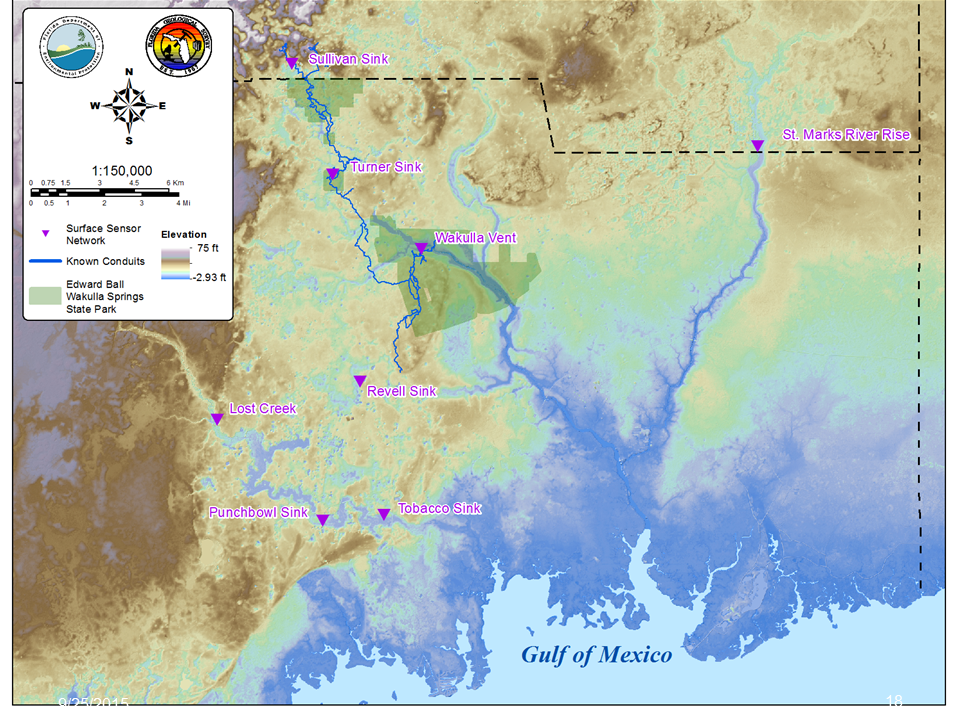 Florida Department of
Environmental Protection
FLORIDA GEOLOGICAL SURVEY
EST. 1907
N
W E
S
1:150,000
0 0.75 1.5 3 4.5 6 Km
0 0.5 1 2 3 4 Mi
Surface Sensor
Network
Known Conduits
Edward Ball
Wakulla Springs
State Park
Elevation
75 ft
-2.93 ft
Sullivan Sink
St. Marks River Rise
Turner Sink
Wakulla Vent
Revell Sink
Lost Creek
Punchbowl Sink
Tobacco Sink
Gulf of Mexico
9/25/2015
18